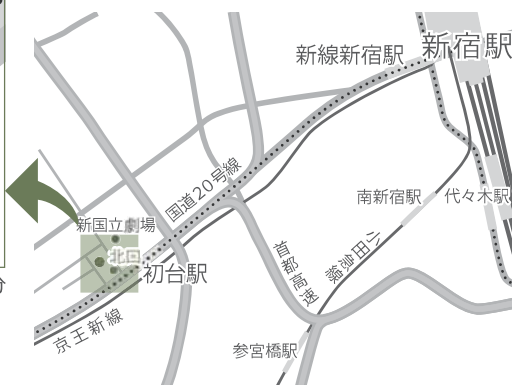 新線新宿駅
新宿駅
国道20号線
南新宿駅
代々木駅
新国立劇場
北口
初台駅
首都高速
小田急線
京王新線
参宮橋駅
分